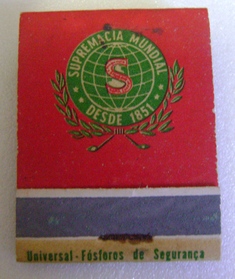 SUPREMACIA MUNDIAL
S
DESDE 1851
Universal - Fósforos de Segurança